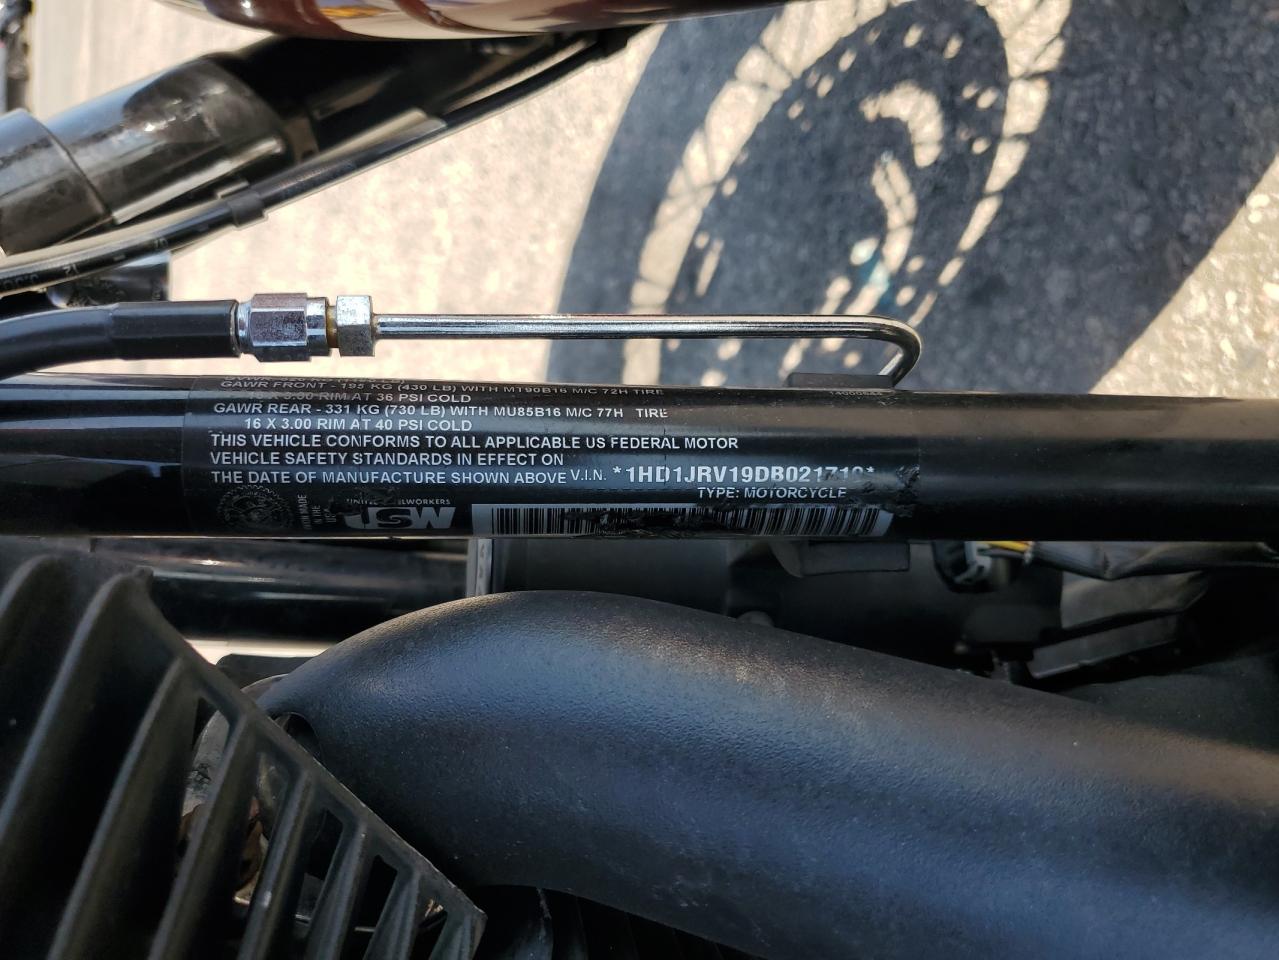 GAWR FRONT - 195 KG (430 LB) WITH MT90B16 M/C 72H TIRE
16 X 3.00 RIM AT 36 PSI COLD
GAWR REAR - 331 KG (730 LB) WITH MU85B16 M/C 77H TIRE
16 X 3.00 RIM AT 40 PSI COLD
THIS VEHICLE CONFORMS TO ALL APPLICABLE US FEDERAL MOTOR
VEHICLE SAFETY STANDARDS IN EFFECT ON
THE DATE OF MANUFACTURE SHOWN ABOVE V.I.N.
TYPE: MOTORCYCLE
MADE
IN THE